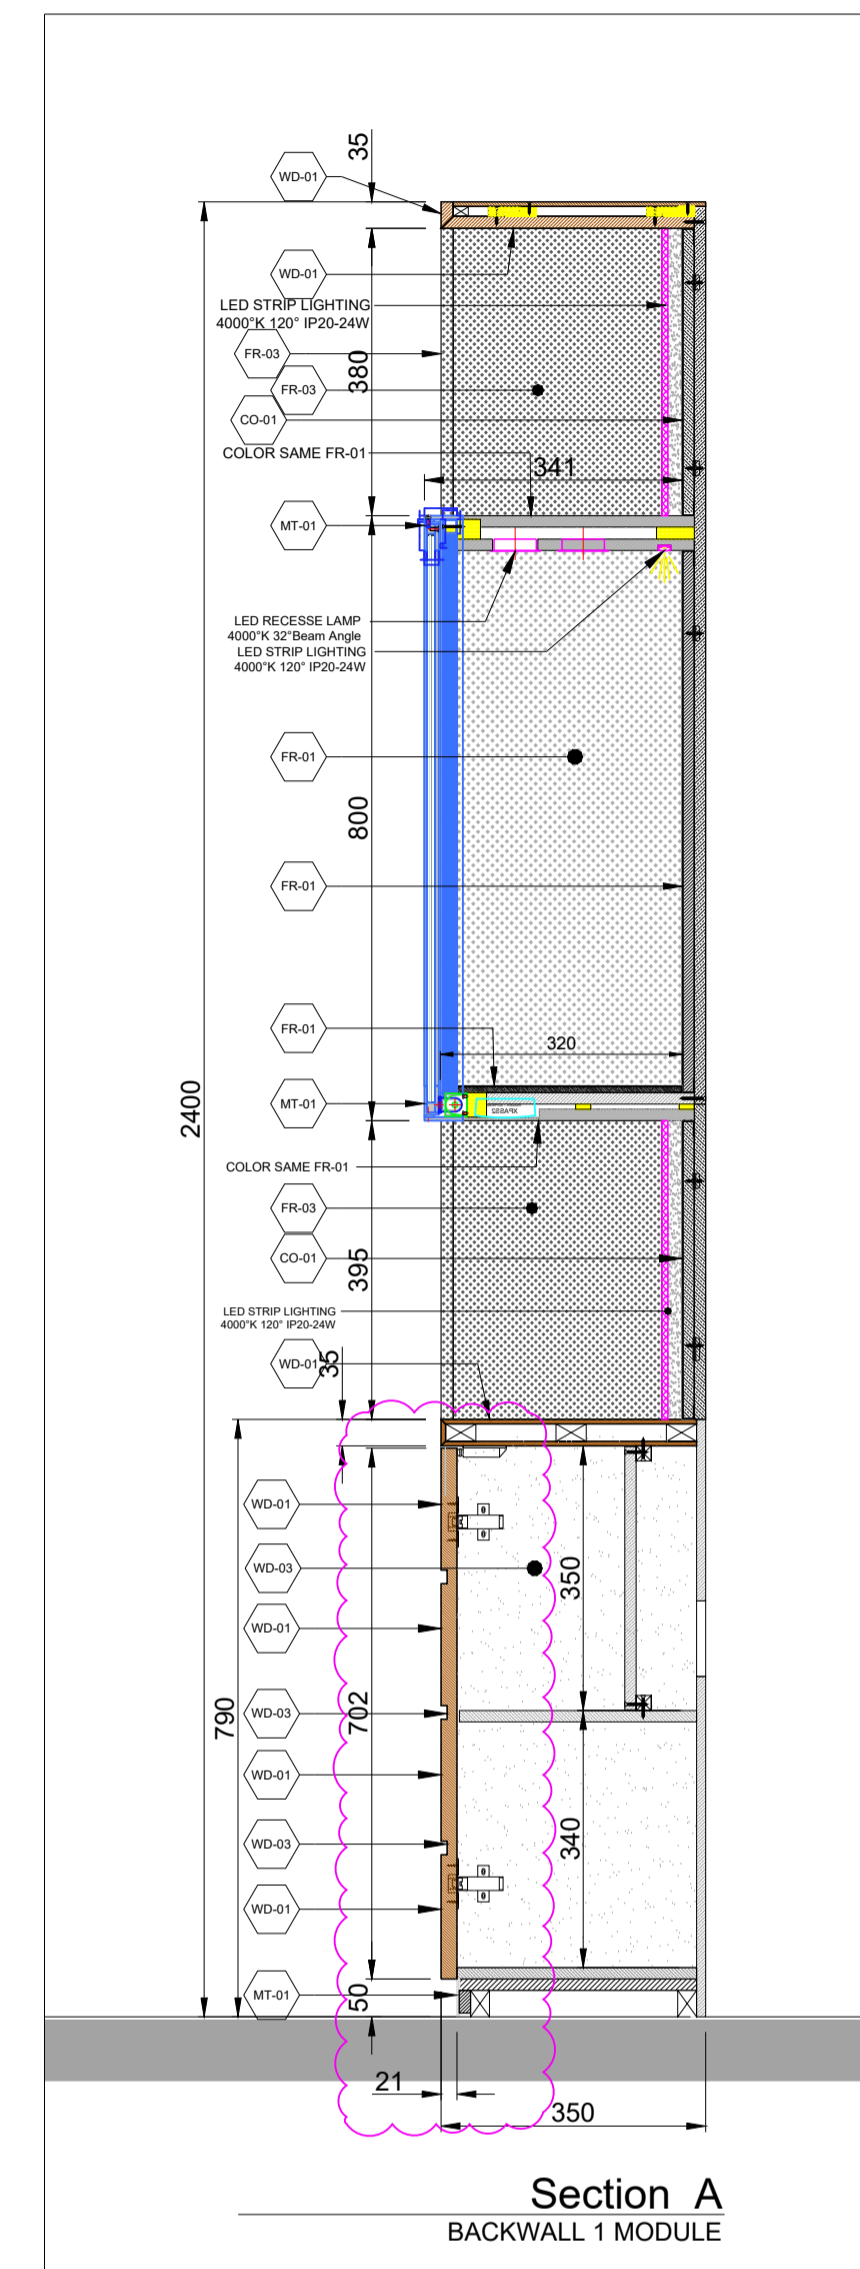 35
WD-01
WD-01
LED STRIP LIGHTING
4000°K 120° IP20-24W
FR-03
380
FR-03
CO-01
COLOR SAME FR-01
341
MT-01
LED RECESSE LAMP
4000°K 32°Beam Angle
LED STRIP LIGHTING
4000°K 120° IP20-24W
FR-01
800
FR-01
FR-01
320
2400
MT-01
XPASS2
COLOR SAME FR-01
FR-03
CO-01
395
LED STRIP LIGHTING
4000°K 120° IP20-24W
WD-01
35
WD-01
WD-03
350
WD-01
790
WD-03
702
WD-01
WD-03
340
WD-01
MT-01
50
21
350
Section A
BACKWALL 1 MODULE